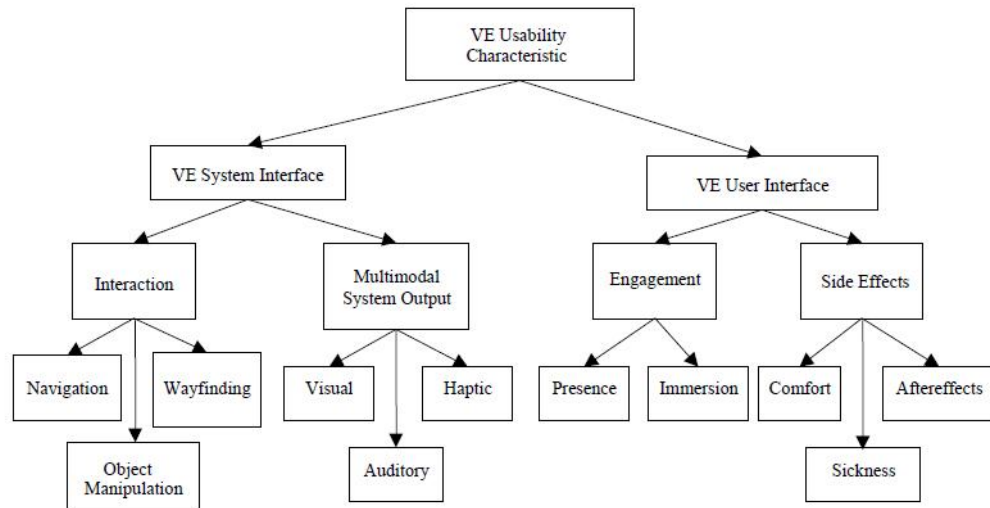 VE Usability
Characteristic
VE System Interface
VE User Interface
Interaction
Multimodal
System Output
Engagement
Side Effects
Navigation
Wayfinding
Visual
Haptic
Presence
Immersion
Comfort
Aftereffects
Object
Manipulation
Auditory
Sickness